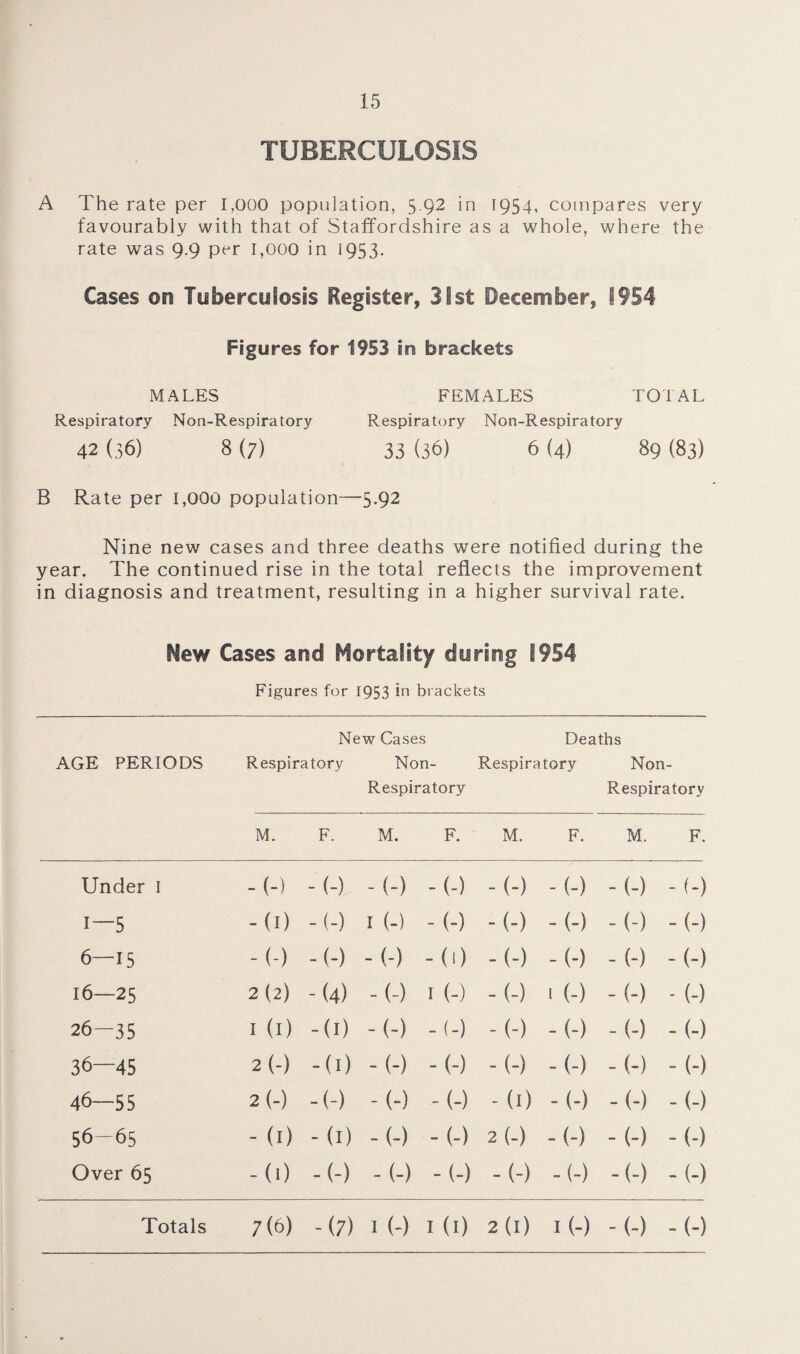 15
TUBERCULOSIS
A The rate per 1,000 population, 5.92 in 1954, compares very
favourably with that of Staffordshire as a whole, where the
rate was 9.9 per 1,000 in 1953.
Cases on Tuberculosis Register, 31st December, 1954
Figures for 1953 in brackets
MALES FEMALES TOTAL
Respiratory Non-Respiratory Respiratory Non-Respiratory
42 (36) 8 (7) 33 (36) 6 (4) 89 (83)
B Rate per 1,000 population—5.92
Nine new cases and three deaths were notified during the
year. The continued rise in the total reflects the improvement
in diagnosis and treatment, resulting in a higher survival rate.
New Cases and Mortality during 1954
Figures for 1953 in brackets
New Cases Deaths
AGE PERIODS Respiratory Non- Respiratory Non-
Respiratory Respiratory
M. F. M. F. M. F. M. F.
Under 1 - (-) - (-) - (-) - (-) - (-) - (-) - (-) - (-)
1—5 - (1) - (-) 1 (-) - (-) - (-) - (-) - (-) - (-)
6—15 - (-) - (-) - (-) - (1) - (-) - (-) - (-) - (-)
16—25 2 (2) - (4) - (-) 1 (-) - (-) 1 (-) - (-) - (-)
26—35 1 (1) - (1) - (-) - (-) - (-) - (-) - (-) - (-)
36—45 2 (-) - (1) - (-) - (-) - (-) - (-) - (-) - (-)
46—55 2 (-) - (-) - (-) - (-) - (1) - (-) - (-) - (-)
56—65 - (1) - (1) - (-) - (-) 2 (-) - (-) - (-) - (-)
Over 65 - (1) - (-) - (-) - (-) - (-) - (-) - (-) - (-)
Totals 7 (6) - (7) 1 (-) 1 (1) 2 (1) 1 (-) - (-) - (-)